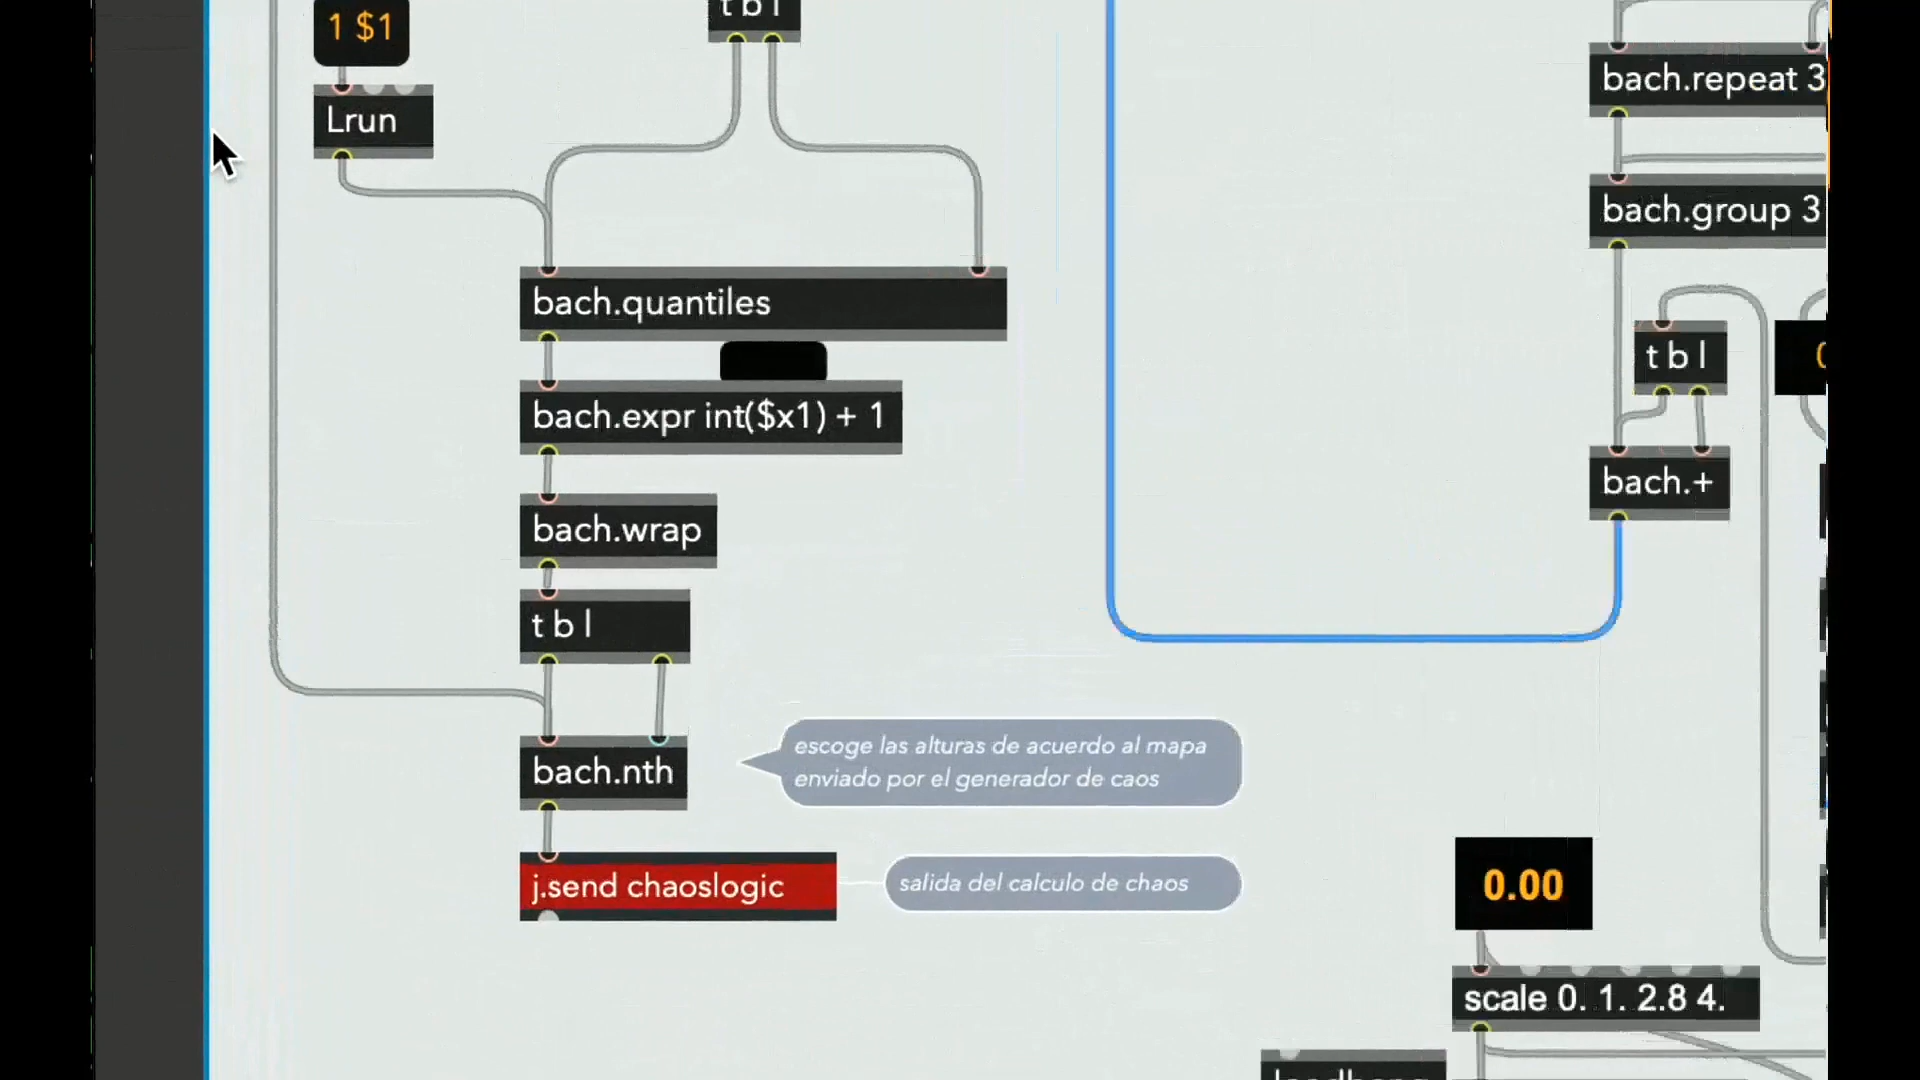 1 $1
t b l
Lrun
bach.repeat 3
bach.group 3
bach.quantiles
t b l
bach.expr int($x1) + 1
bach.+
bach.wrap
t b l
bach.nth
escoge las alturas de acuerdo al mapa
enviado por el generador de caos
j.send chaoslogic
salida del calculo de chaos
0.00
scale 0. 1. 2.8 4.